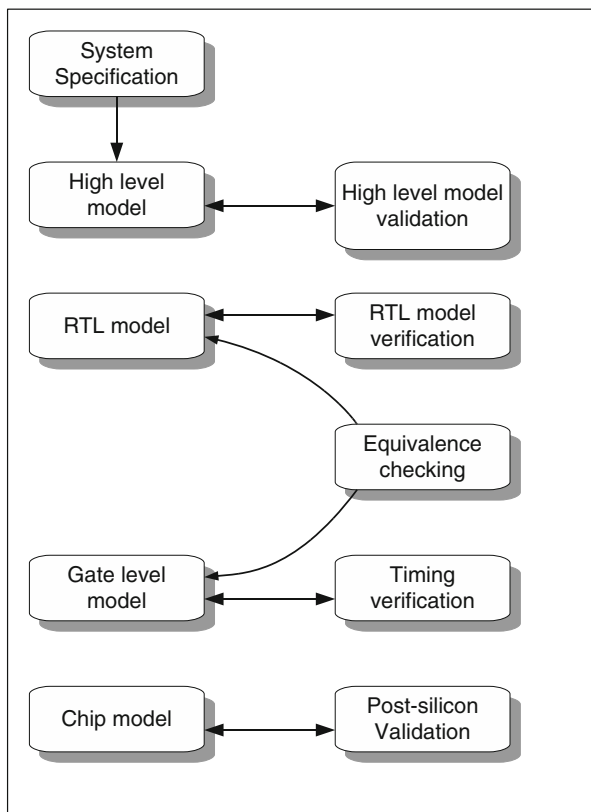 System
Specification
High level
model
High level model
validation
RTL model
RTL model
verification
Equivalence
checking
Gate level
model
Timing
verification
Chip model
Post-silicon
Validation